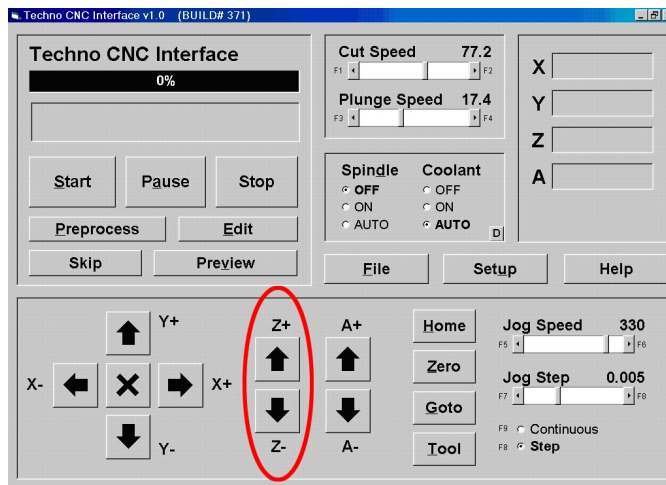 Techno CNC Interface v1.0 (BUILD# 371)
Techno CNC Interface
0%
Start Pause Stop
Preprocess Edit
Skip Preview
Cut Speed 77.2
F1 F2
Plunge Speed 17.4
F3 F4
Spindle Coolant
OFF OFF
ON ON
AUTO AUTO
D
X
Y
Z
A
File Setup Help
Y+
X- X+
Y-
Z+ A+
Z- A-
Home
Zero
Goto
Tool
Jog Speed 330
F5 F6
Jog Step 0.005
F7 F8
F9 Continuous
F8 Step